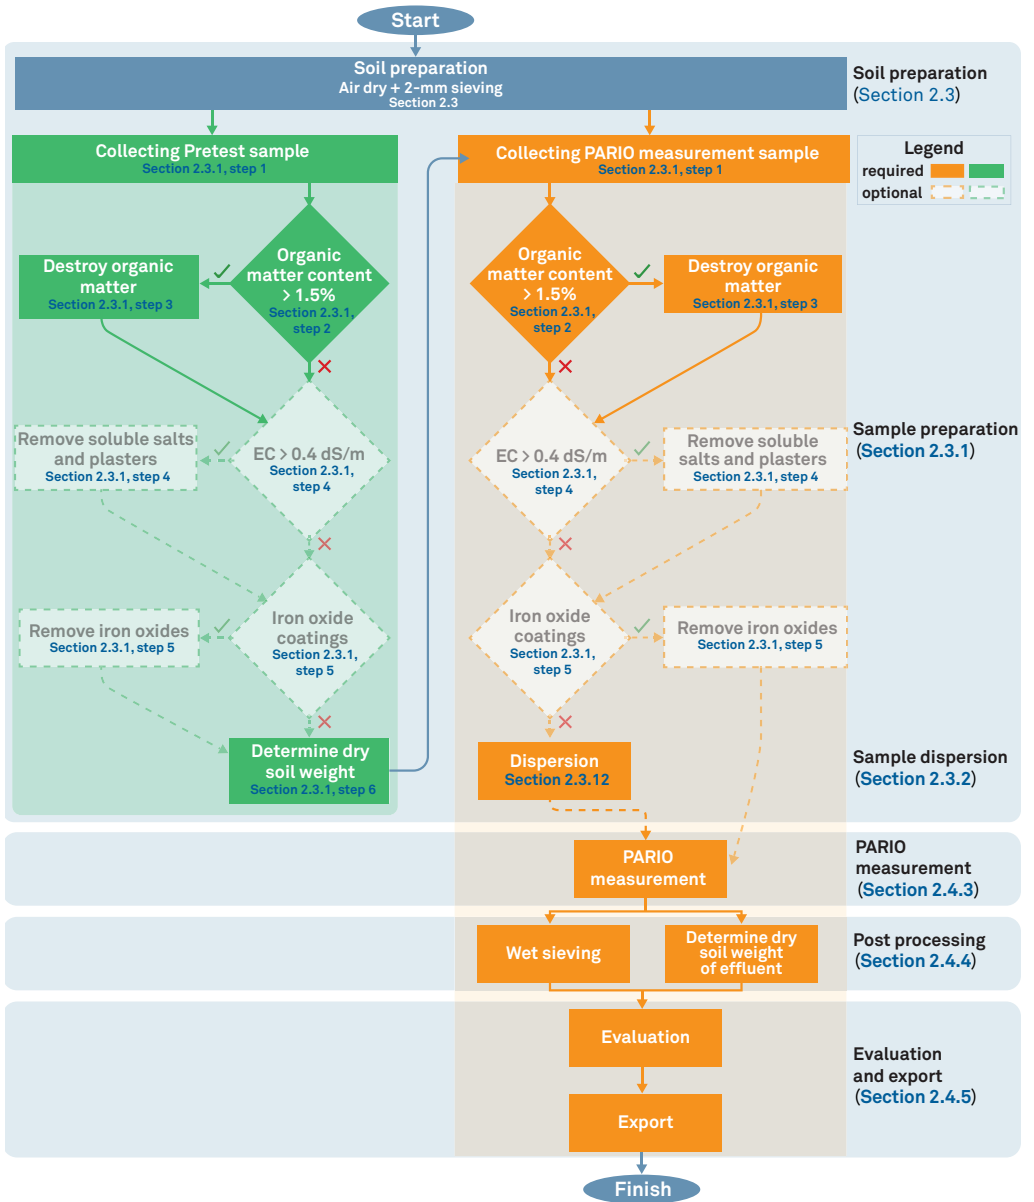 Start
Soil preparation
Air dry + 2-mm sieving
Section 2.3
Soil preparation
(Section 2.3)
Collecting Pretest sample
Section 2.3.1, step 1
Collecting PARIO measurement sample
Section 2.3.1, step 1
Legend
required
optional
Organic
matter content
> 1.5%
Section 2.3.1,
step 2
Destroy organic
matter
Section 2.3.1, step 3
Organic
matter content
> 1.5%
Section 2.3.1,
step 2
Destroy organic
matter
Section 2.3.1, step 3
Remove soluble salts
and plasters
Section 2.3.1, step 4
EC > 0.4 dS/m
Section 2.3.1,
step 4
EC > 0.4 dS/m
Section 2.3.1,
step 4
Remove soluble
salts and plasters
Section 2.3.1, step 4
Sample preparation
(Section 2.3.1)
Remove iron oxides
Section 2.3.1, step 5
Iron oxide
coatings
Section 2.3.1,
step 5
Iron oxide
coatings
Section 2.3.1,
step 5
Remove iron oxides
Section 2.3.1, step 5
Determine dry
soil weight
Section 2.3.1, step 6
Dispersion
Section 2.3.12
Sample dispersion
(Section 2.3.2)
PARIO
measurement
PARIO
measurement
(Section 2.4.3)
Wet sieving
Determine dry
soil weight
of effluent
Post processing
(Section 2.4.4)
Evaluation
Evaluation
and export
(Section 2.4.5)
Export
Finish